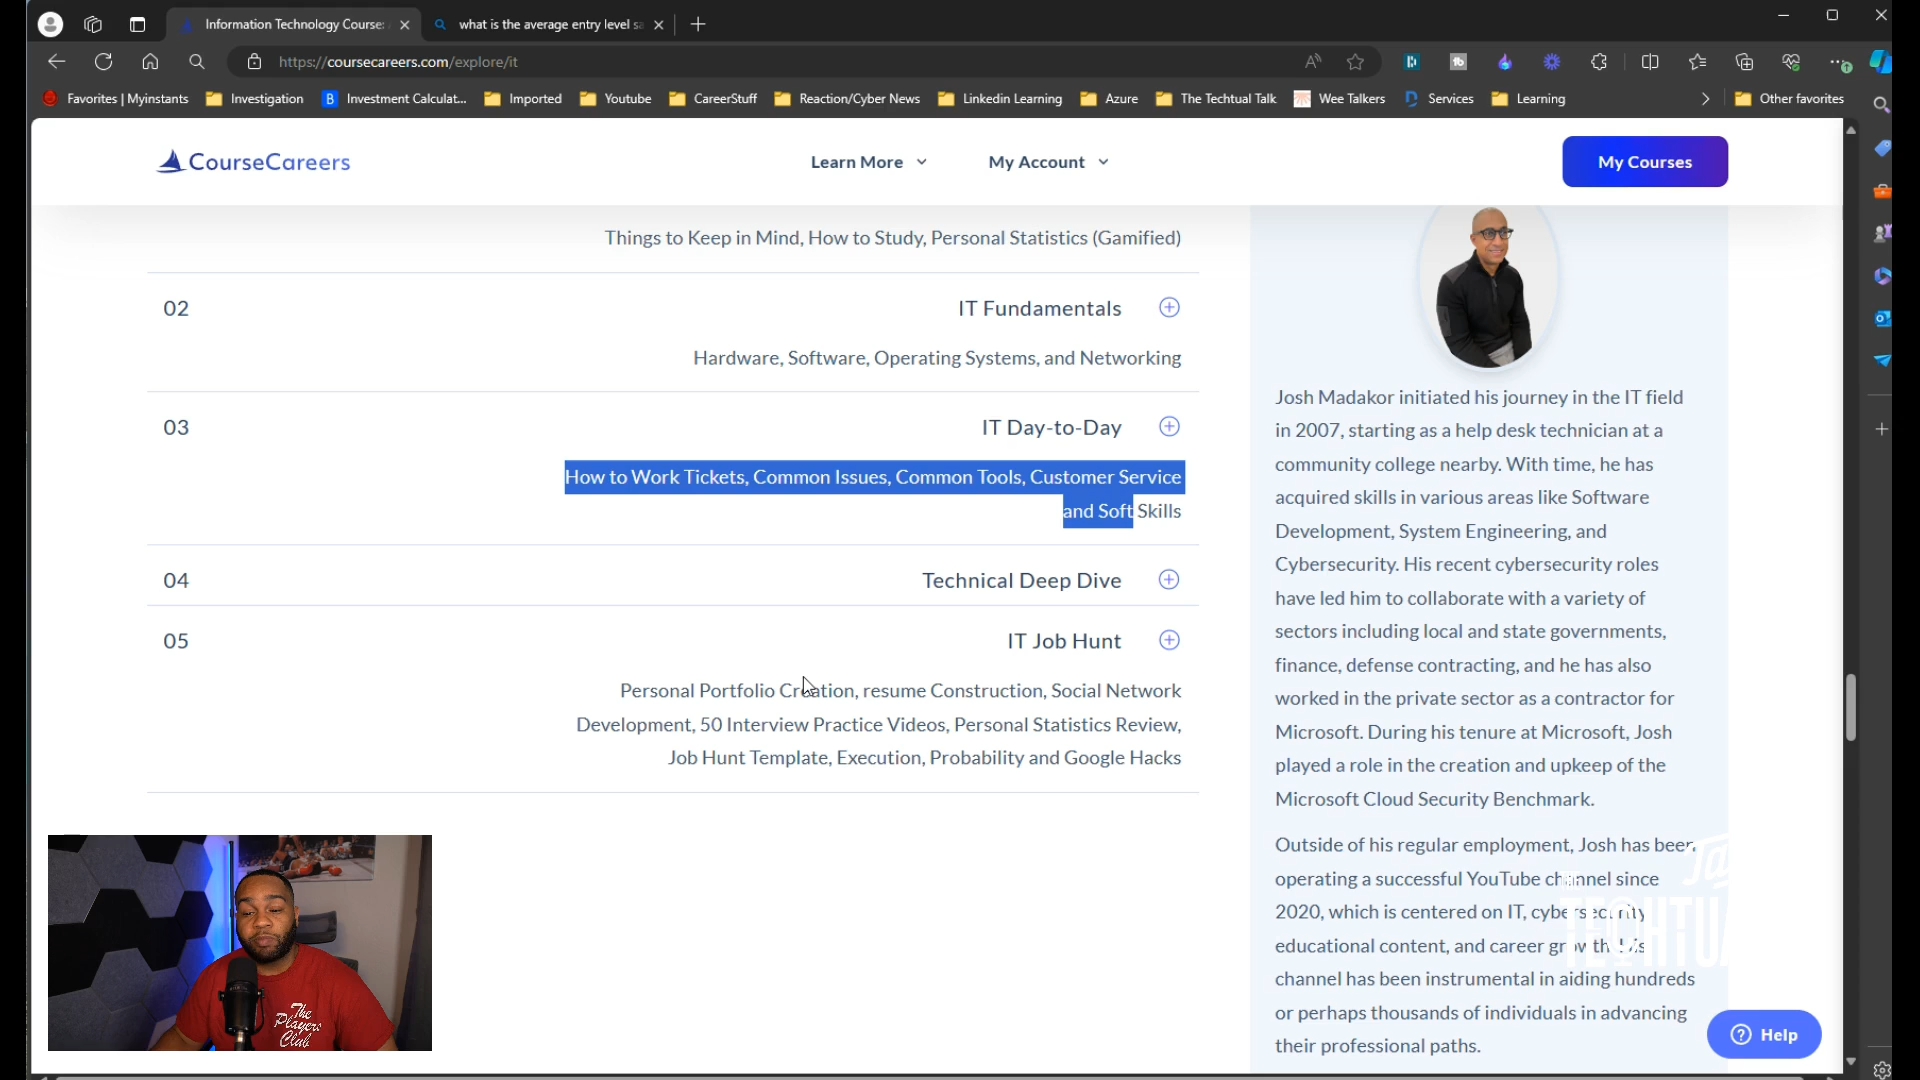 Information Technology Course:
what is the average entry level sa
https://coursecareers.com/explore/it
Favorites | Myinstants
Investigation
Investment Calculat...
Imported
Youtube
CareerStuff
Reaction/Cyber News
Linkedin Learning
Azure
The Techtual Talk
Wee Talkers
Services
Learning
Other favorites
CourseCareers
Learn More
My Account
My Courses
Things to Keep in Mind, How to Study, Personal Statistics (Gamified)
02
IT Fundamentals
Hardware, Software, Operating Systems, and Networking
03
IT Day-to-Day
How to Work Tickets, Common Issues, Common Tools, Customer Service
and Soft Skills
04
Technical Deep Dive
05
IT Job Hunt
Personal Portfolio Creation, resume Construction, Social Network
Development, 50 Interview Practice Videos, Personal Statistics Review,
Job Hunt Template, Execution, Probability and Google Hacks
Josh Madakor initiated his journey in the IT field
in 2007, starting as a help desk technician at a
community college nearby. With time, he has
acquired skills in various areas like Software
Development, System Engineering, and
Cybersecurity. His recent cybersecurity roles
have led him to collaborate with a variety of
sectors including local and state governments,
finance, defense contracting, and he has also
worked in the private sector as a contractor for
Microsoft. During his tenure at Microsoft, Josh
played a role in the creation and upkeep of the
Microsoft Cloud Security Benchmark.
Outside of his regular employment, Josh has been
operating a successful YouTube channel since
2020, which is centered on IT, cybersecurity
educational content, and career growth. His
channel has been instrumental in aiding hundreds
or perhaps thousands of individuals in advancing
their professional paths.
Help
The
Players
Club